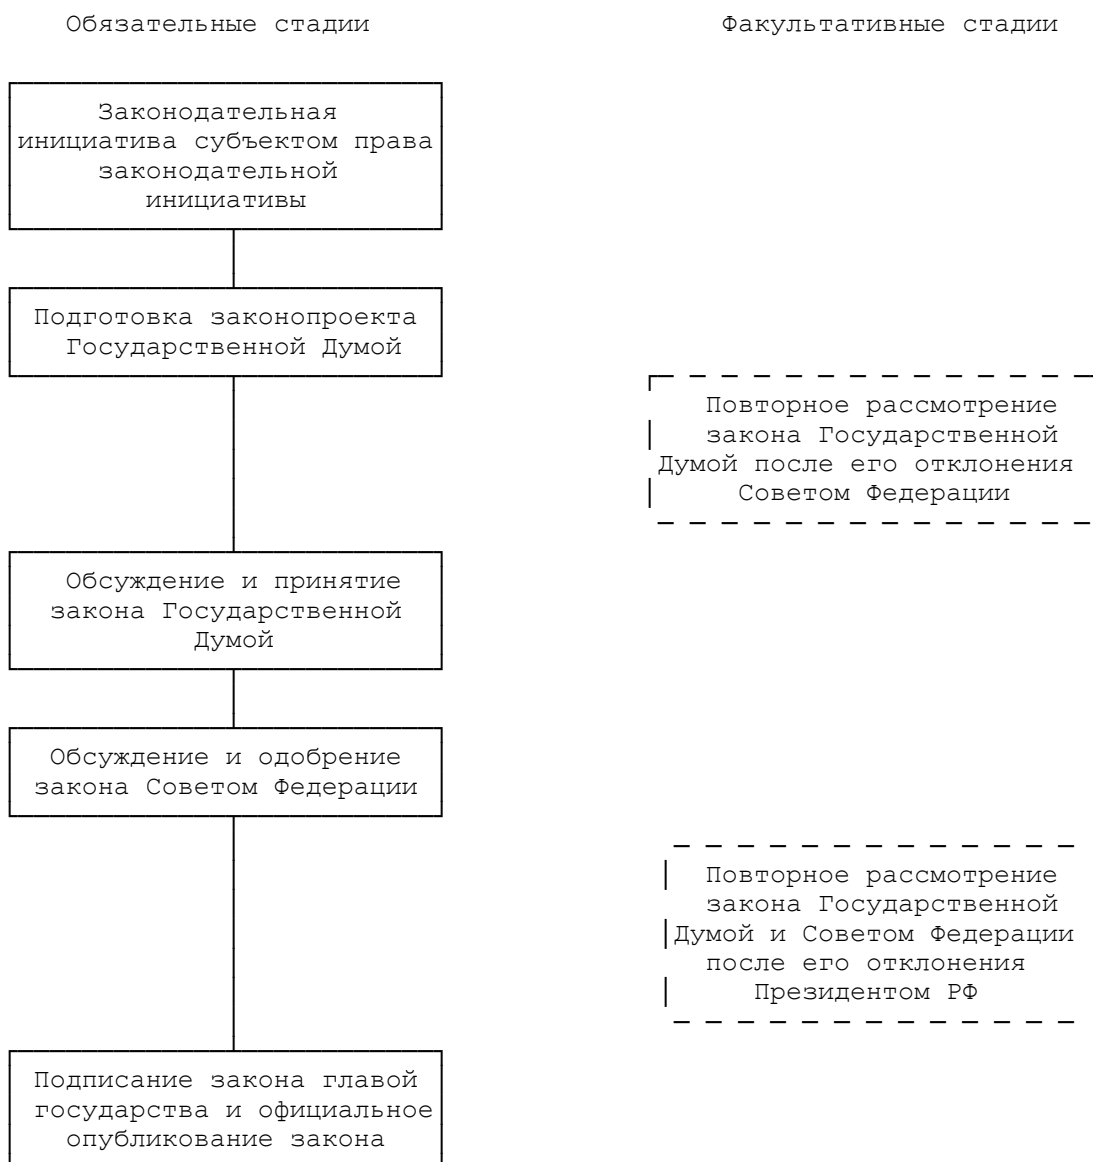 Обязательные стадии
Факультативные стадии
Законодательная
инициатива субъектом права
законодательной
инициативы
Подготовка законопроекта
Государственной Думой
Повторное рассмотрение
закона Государственной
Думой после его отклонения
Советом Федерации
Обсуждение и принятие
закона Государственной
Думой
Обсуждение и одобрение
закона Советом Федерации
Повторное рассмотрение
закона Государственной
Думой и Советом Федерации
после его отклонения
Президентом РФ
Подписание закона главой
государства и официальное
опубликование закона